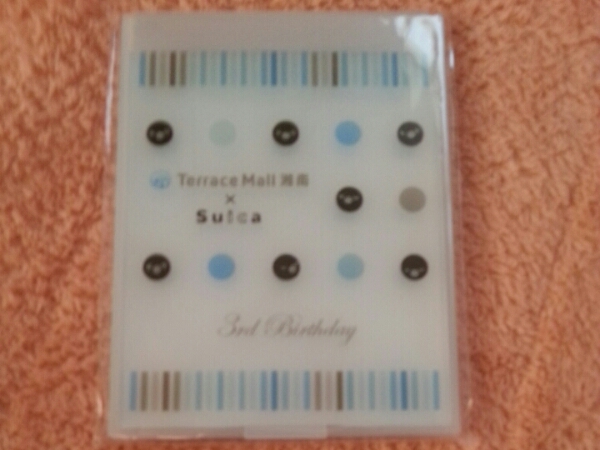 Terrace Mall 湘南
×
Suica
3rd Birthday